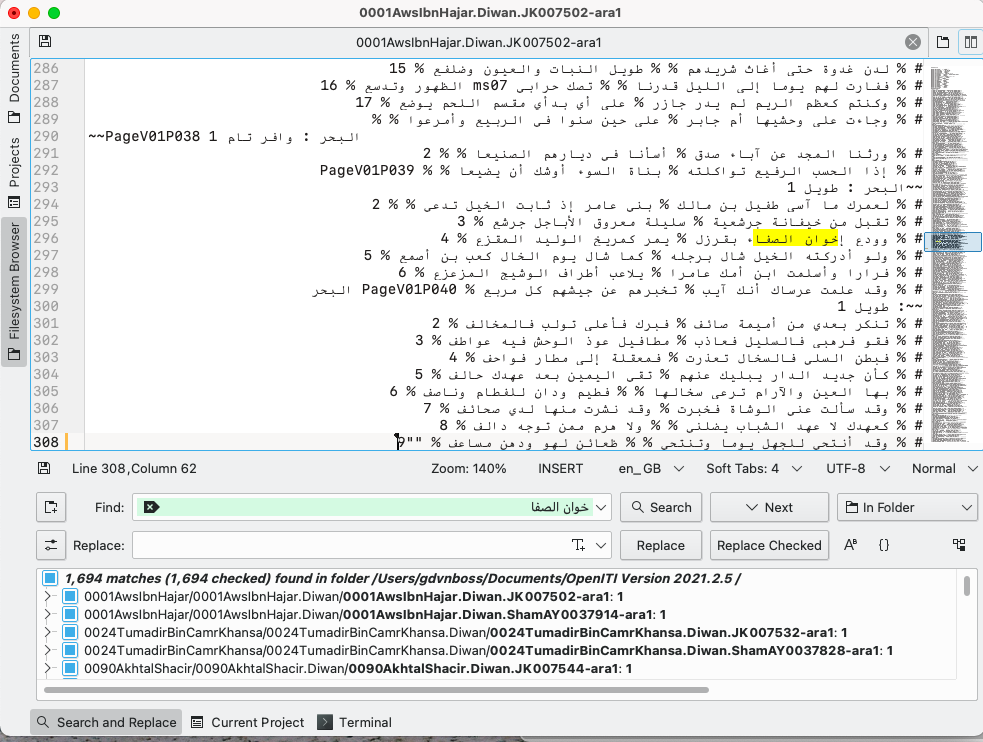 0001AwsIbnHajar.Diwan.JK007502-ara1
0001AwsIbnHajar.Diwan.JK007502-ara1
Documents
Projects
Filesystem Browser
286 # % لدن غدوة حتى أغاث شريدهم % % طويل النبات والعيون وضلفع % 15
287 # % ففارت لهم يوما إلى الليل قدرنا % % تصك حرابى ms07 الظهور وتدسع % 16
288 # % وكنتم كعظم الريم لم يدر جازر % على أي بدأي مقسم اللحم يوضع % 17
289 # % وجاءت على وحشيها أم جابر % على حين سنوا فى الربيع وأمرعوا % %
290 ~~PageV01P038 البحر : وافر تام 1
291 # % ورثنا المجد عن آباء صدق % أسأنا فى ديارهم الصنيعا % % 2
292 # % إذا الحسب الرفيع تواكلته % بناة السوء أوشك أن يضيعا % % PageV01P039
293 ~~البحر : طويل 1
294 # % لعمرك ما آسى طفيل بن مالك % بنى عامر إذ ثابت الخيل تدعى % % 2
295 # % تقبل من خيفانة جرشعية % سليلة معروق الأباجل جرشع % 3
296 # % وودع إخوان الصفاء بقرزل % يمر كمريخ الوليد المقزع % 4
297 # % ولو أدركته الخيل شال برجله % كما شال يوم الخال كعب بن أصمع % 5
298 # % فرارا وأسلمت ابن أمك عامرا % يلاعب أطراف الوشيج المزعزع % 6
299 # % وقد علمت عرساك أنك آيب % تخبرهم عن جيشهم كل مربع % PageV01P040 البحر
300 ~~: طويل 1
301 # % تنكر بعدي من أميمة صائف % فبرك فأعلى تولب فالمخالف % 2
302 # % فقو فرهبى فالسليل فعاذب % مطافيل عوذ الوحش فيه عواطف % 3
303 # % فبطن السلى فالسخال تعذرت % فمعقلة إلى مطار فواحف % 4
304 # % كأن جديد الدار يبليك عنهم % تقى اليمين بعد عهدك حالف % 5
305 # % بها العين والآرام ترعى سخالها % % فطيم ودان للفطام وناصف % 6
306 # % وقد سألت عنى الوشاة فخبرت % وقد نشرت منها لدي صحائف % 7
307 # % كعهدك لا عهد الشباب يضلنى % % ولا هرم ممن توجه دالف % 8
308 # % وقد أنتحى للجهل يوما وتنتحى % % ظعائن لهو ودهن مساعف % ""9
Line 308, Column 62 Zoom: 140% INSERT en_GB Soft Tabs: 4 UTF-8 Normal
Find: خوان الصفا Search Next In Folder
Replace: Replace Replace Checked
1,694 matches (1,694 checked) found in folder /Users/gdvnboss/Documents/OpenITI Version 2021.2.5 /
0001AwsIbnHajar/0001AwsIbnHajar.Diwan/0001AwsIbnHajar.Diwan.JK007502-ara1: 1
0001AwsIbnHajar/0001AwsIbnHajar.Diwan/0001AwsIbnHajar.Diwan.ShamAY0037914-ara1: 1
0024TumadirBinCamrKhansa/0024TumadirBinCamrKhansa.Diwan/0024TumadirBinCamrKhansa.Diwan.JK007532-ara1: 1
0024TumadirBinCamrKhansa/0024TumadirBinCamrKhansa.Diwan/0024TumadirBinCamrKhansa.Diwan.ShamAY0037828-ara1: 1
0090AkhtalShacir/0090AkhtalShacir.Diwan/0090AkhtalShacir.Diwan.JK007544-ara1: 1
Search and Replace Current Project Terminal